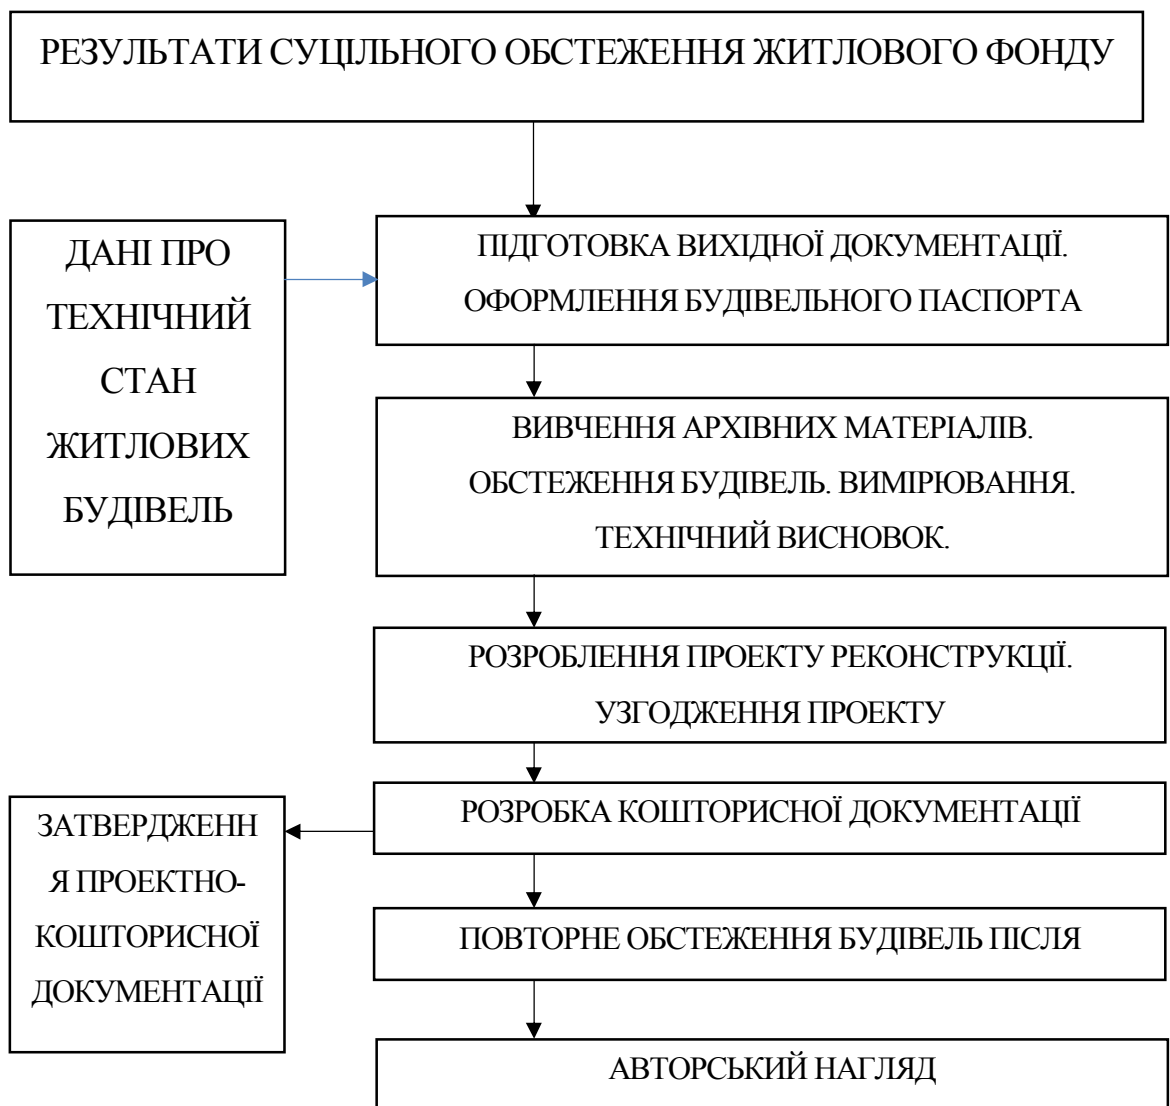 РЕЗУЛЬТАТИ СУЦІЛЬНОГО ОБСТЕЖЕННЯ ЖИТЛОВОГО ФОНДУ
ДАНІ ПРО
ТЕХНІЧНИЙ
СТАН
ЖИТЛОВИХ
БУДІВЕЛЬ
ПІДГОТОВКА ВИХІДНОЇ ДОКУМЕНТАЦІЇ.
ОФОРМЛЕННЯ БУДІВЕЛЬНОГО ПАСПОРТА
ВИВЧЕННЯ АРХІВНИХ МАТЕРІАЛІВ.
ОБСТЕЖЕННЯ БУДІВЕЛЬ. ВИМІРЮВАННЯ.
ТЕХНІЧНИЙ ВИСНОВОК.
РОЗРОБЛЕННЯ ПРОЕКТУ РЕКОНСТРУКЦІЇ.
УЗГОДЖЕННЯ ПРОЕКТУ
РОЗРОБКА КОШТОРИСНОЇ ДОКУМЕНТАЦІЇ
ЗАТВЕРДЖЕНН
Я ПРОЕКТНО-
КОШТОРИСНОЇ
ДОКУМЕНТАЦІЇ
ПОВТОРНЕ ОБСТЕЖЕННЯ БУДІВЕЛЬ ПІСЛЯ
АВТОРСЬКИЙ НАГЛЯД